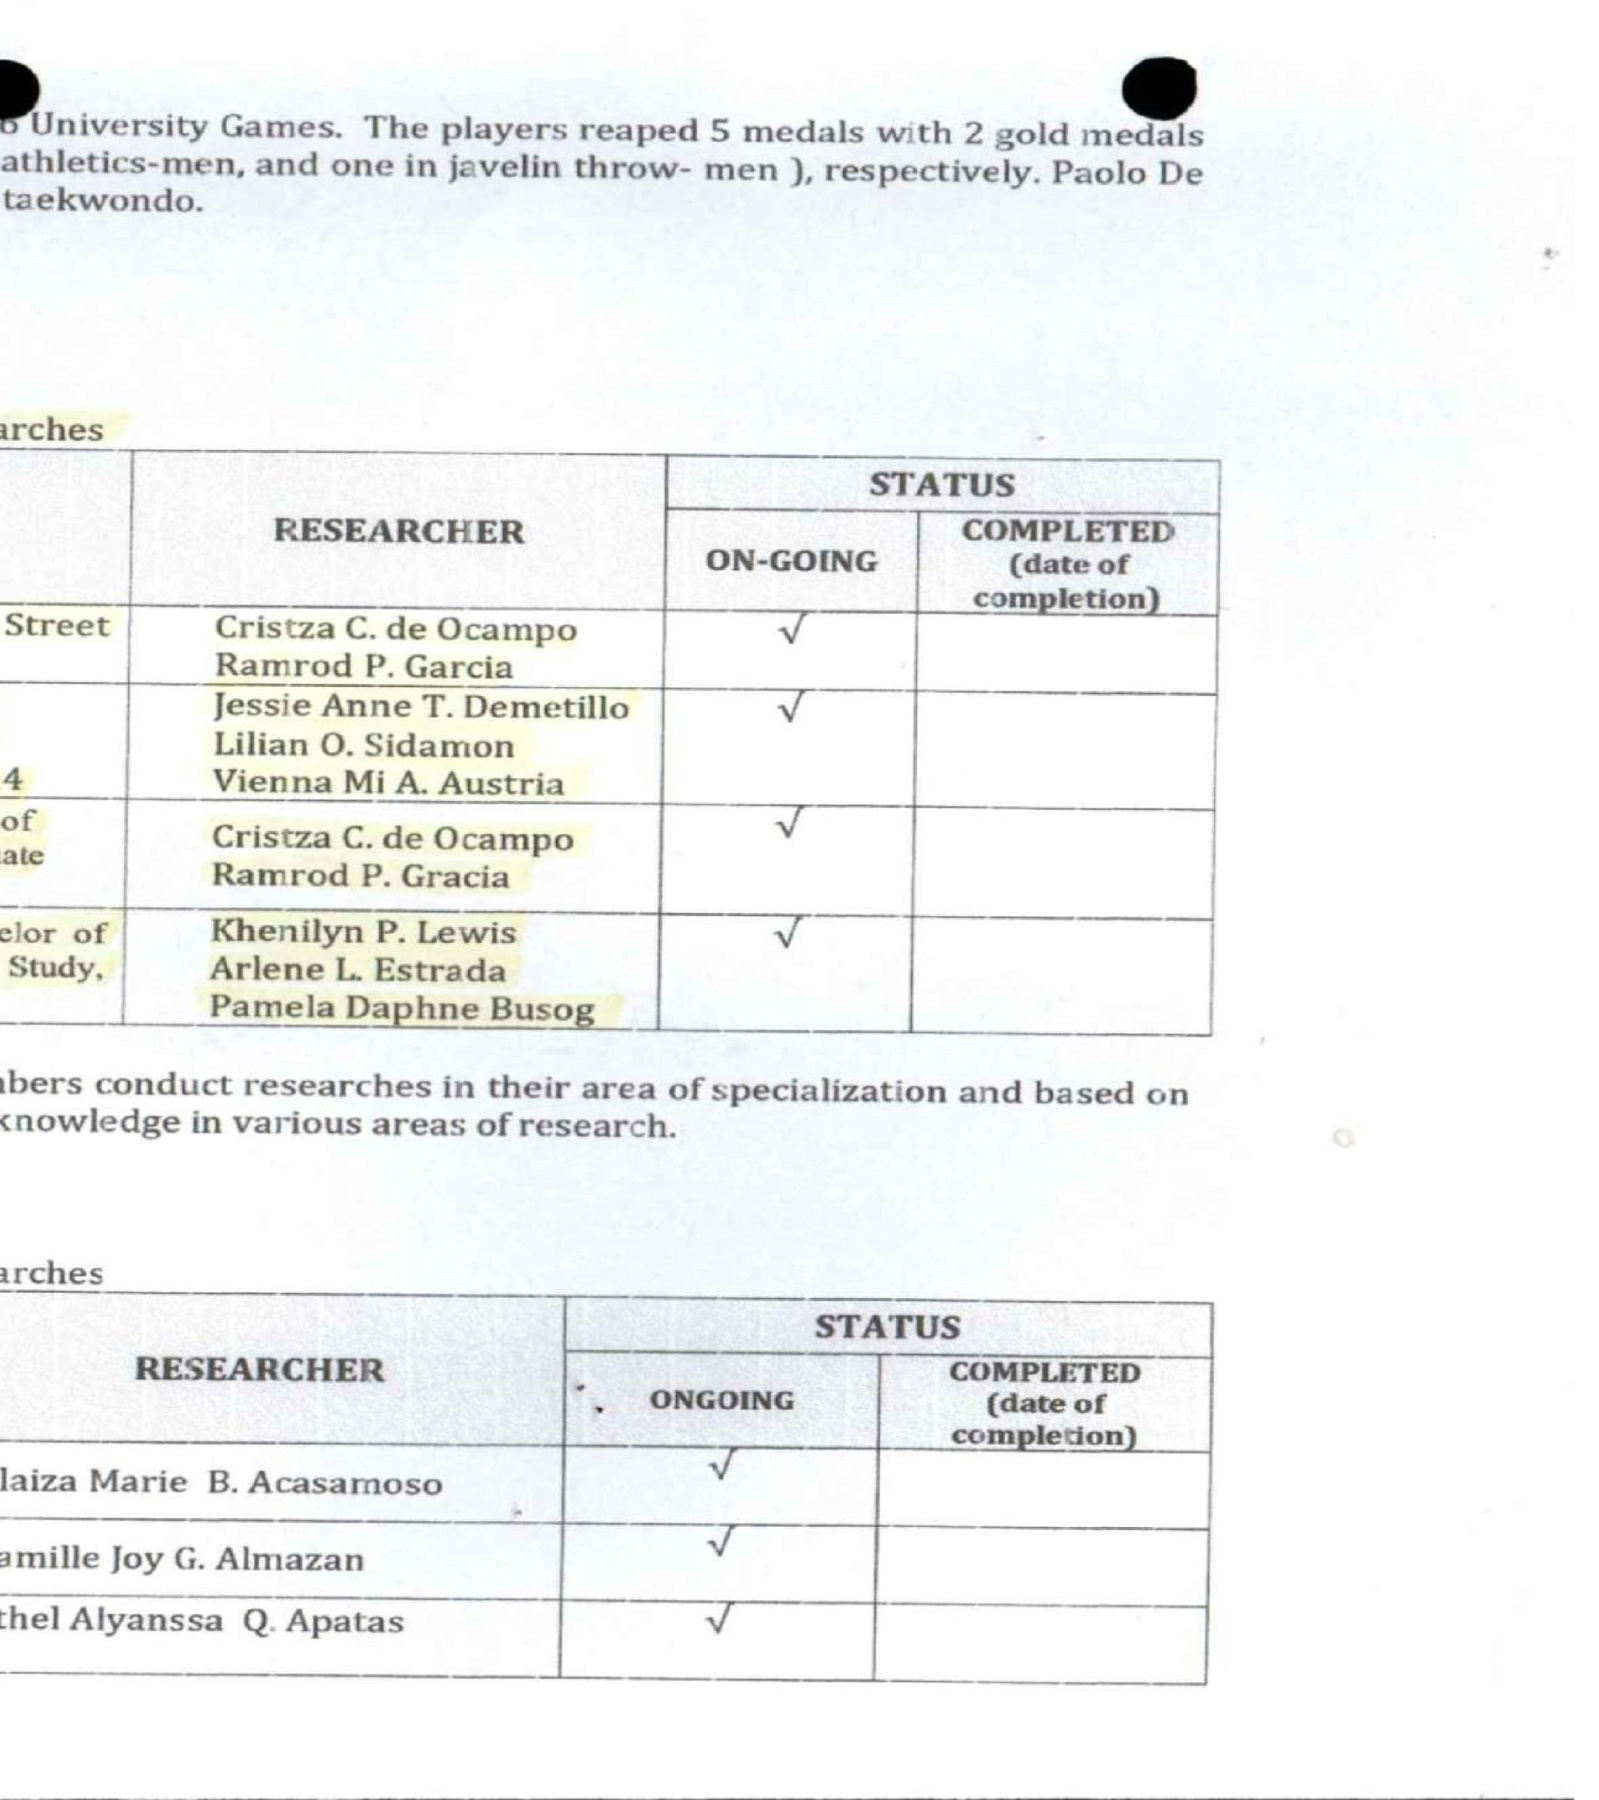 University Games. The players reaped 5 medals with 2 gold medals
athletics-men, and one in javelin throw- men ), respectively. Paolo De
taekwondo.
arches
STATUS
RESEARCHER
ON-GOING
COMPLETED
(date of
completion)
Street
Cristza C. de Ocampo
√
Ramrod P. Garcia
Jessie Anne T. Demetillo
√
Lilian O. Sidamon
4
Vienna Mi A. Austria
of
√
ate
Cristza C. de Ocampo
Ramrod P. Gracia
elor of
Khenilyn P. Lewis
√
Study,
Arlene L. Estrada
Pamela Daphne Busog
bers conduct researches in their area of specialization and based on
knowledge in various areas of research.
arches
STATUS
RESEARCHER
ONGOING
COMPLETED
(date of
completion)
laiza Marie B. Acasamoso
√
amille Joy G. Almazan
√
thel Alyanssa Q. Apatas
√